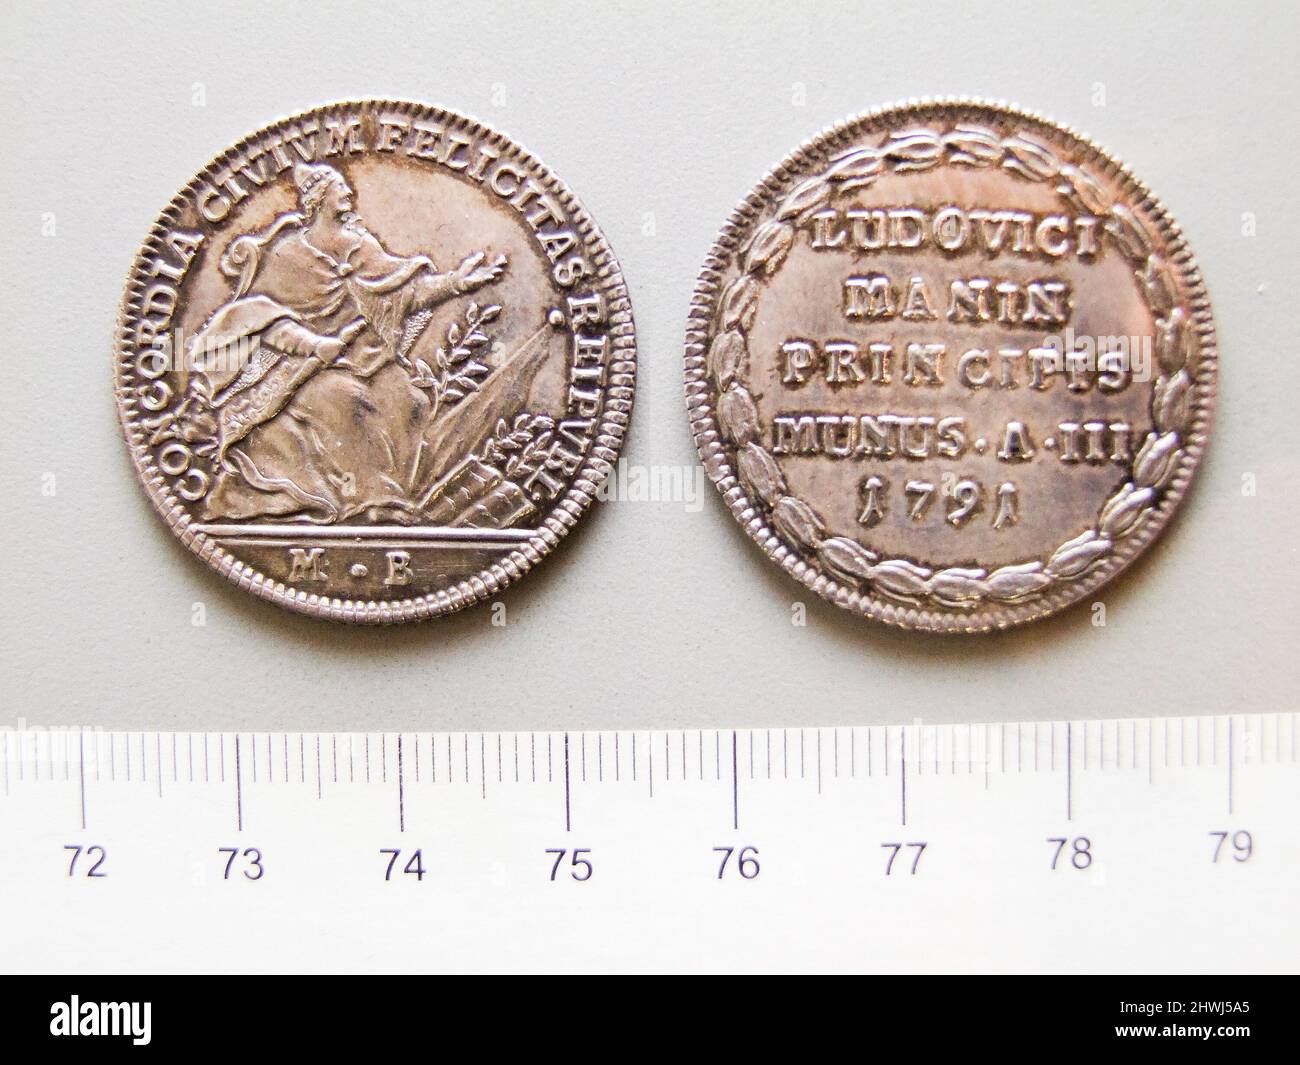 CONCORDIA CIVIVM FELICITAS REIPVBL.
M • B
LUDOVICI
MANIN
PRINCIPIS
MUNUS·A·III
1791
72 73 74 75 76 77 78 79
a alamy
Image ID: 2HWJ5A5
www.alamy.com